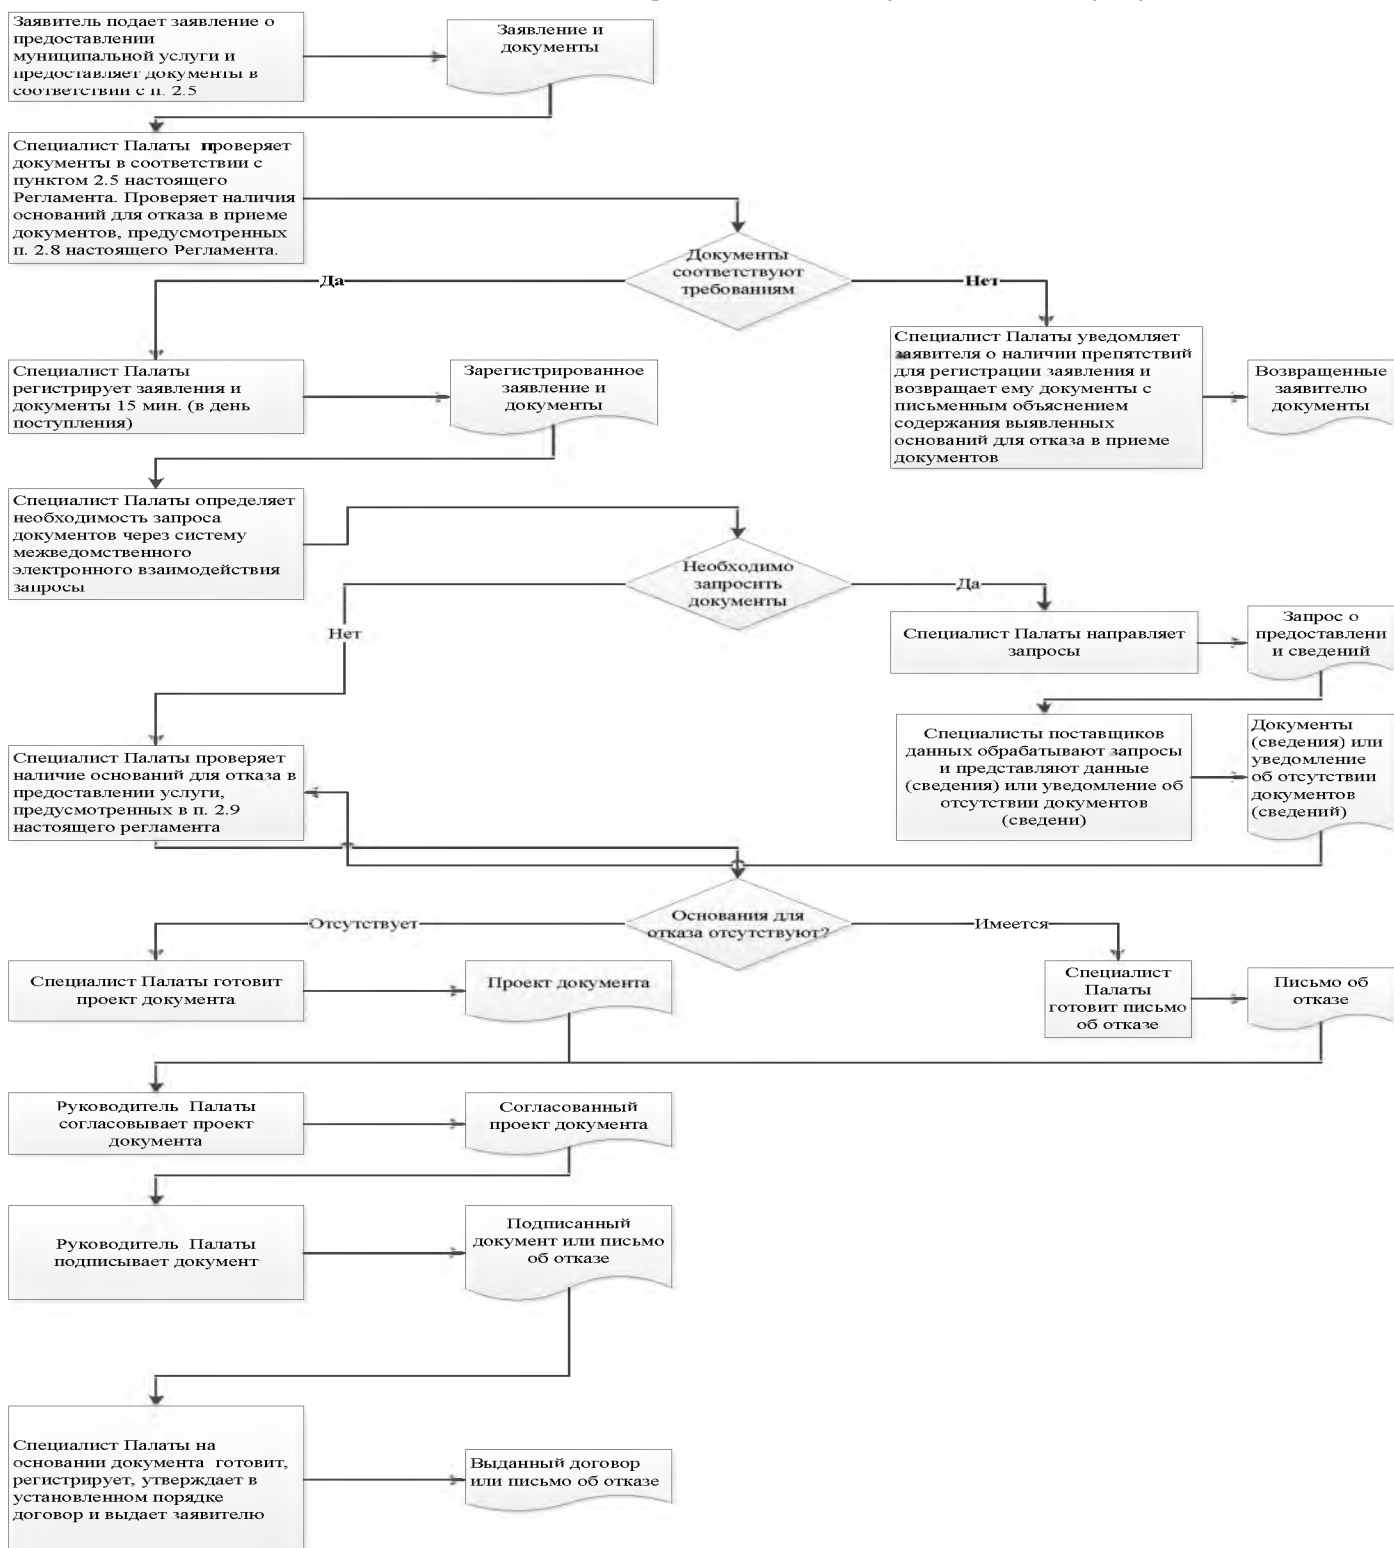 Заявитель подает заявление о
предоставлении
муниципальной услуги и
предоставляет документы в
соответствии с п. 2.5
Заявление и
документы
Специалист Палаты проверяет
документы в соответствии с
пунктом 2.5 настоящего
Регламента. Проверяет наличия
оснований для отказа в приеме
документов, предусмотренных
п. 2.8 настоящего Регламента.
Документы
соответствуют
требованиям
Да
Нет
Специалист Палаты
регистрирует заявления и
документы 15 мин. (в день
поступления)
Зарегистрированное
заявление и
документы
Специалист Палаты уведомляет
заявителя о наличии препятствий
для регистрации заявления и
возвращает ему документы с
письменным объяснением
содержания выявленных
оснований для отказа в приеме
документов
Возвращенные
заявителю
документы
Специалист Палаты определяет
необходимость запроса
документов через систему
межведомственного
электронного взаимодействия
запросы
Необходимо
запросить
документы
Да
Нет
Специалист Палаты направляет
запросы
Запрос о
предоставлени
и сведений
Специалисты поставщиков
данных обрабатывают запросы
и представляют данные
(сведения) или уведомление об
отсутствии документов
(сведени)
Документы
(сведения) или
уведомление
об отсутствии
документов
(сведений)
Специалист Палаты проверяет
наличие оснований для отказа в
предоставлении услуги,
предусмотренных в п. 2.9
настоящего регламента
Основания для
отказа отсутствуют?
Отсутствует
Имеется
Специалист Палаты готовит
проект документа
Проект документа
Специалист
Палаты
готовит письмо
об отказе
Письмо об
отказе
Руководитель Палаты
согласовывает проект
документа
Согласованный
проект документа
Руководитель Палаты
подписывает документ
Подписанный
документ или письмо
об отказе
Специалист Палаты на
основании документа готовит,
регистрирует, утверждает в
установленном порядке
договор и выдает заявителю
Выданный договор
или письмо об отказе